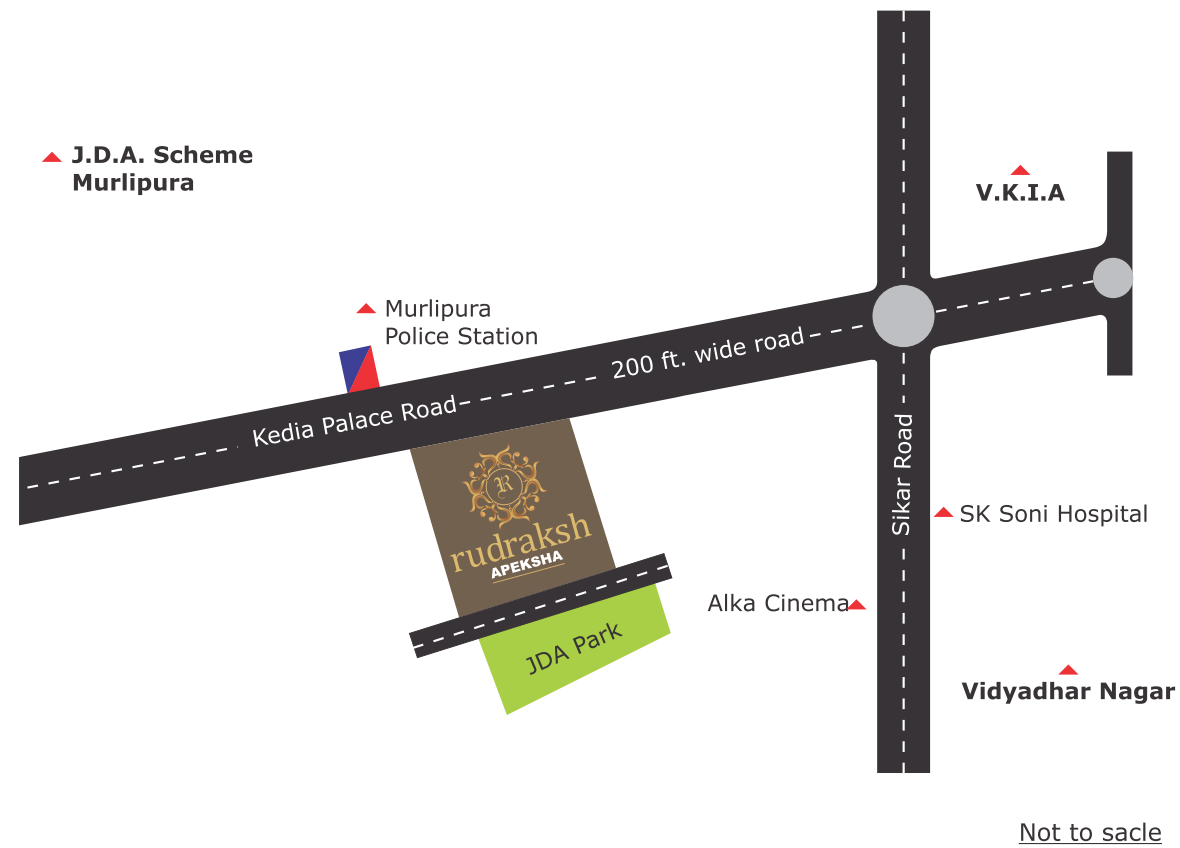 J.D.A. Scheme
Murlipura
V.K.I.A
Murlipura
Police Station
200 ft. wide road
Kedia Palace Road
R
rudraksh
APEKSHA
Sikar Road
SK Soni Hospital
Alka Cinema
JDA Park
Vidyadhar Nagar
Not to sacle